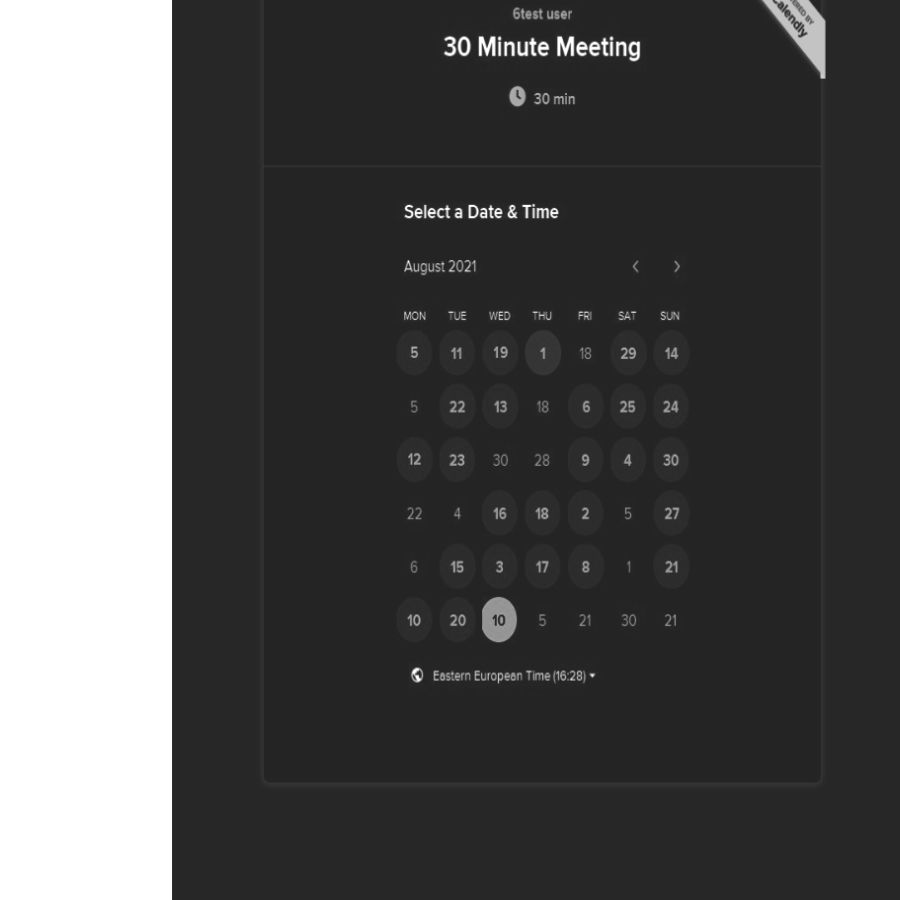 6test user
ERED BY
30 Minute Meeting
Calendly
30 min
Select a Date & Time
August 2021
MON TUE WED THU FRI SAT SUN
5 11 19 1 18 29 14
5 22 13 18 6 25 24
12 23 30 28 9 4 30
22 4 16 18 2 5 27
6 15 3 17 8 1 21
10 20 10 5 21 30 21
Eastern European Time (16:28)